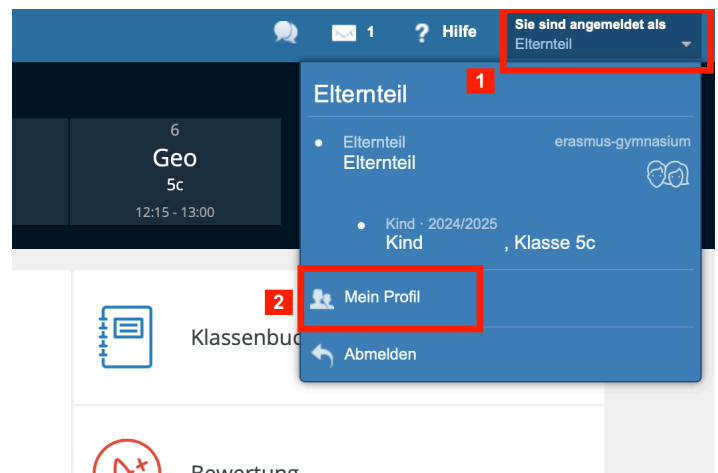 1
Hilfe
Sie sind angemeldet als
Elternteil
1
Elternteil
Elternteil
erasmus-gymnasium
Elternteil
Kind · 2024/2025
Kind , Klasse 5c
6
Geo
5c
12:15 - 13:00
2
Mein Profil
Klassenbuc
Abmelden
Bewertung